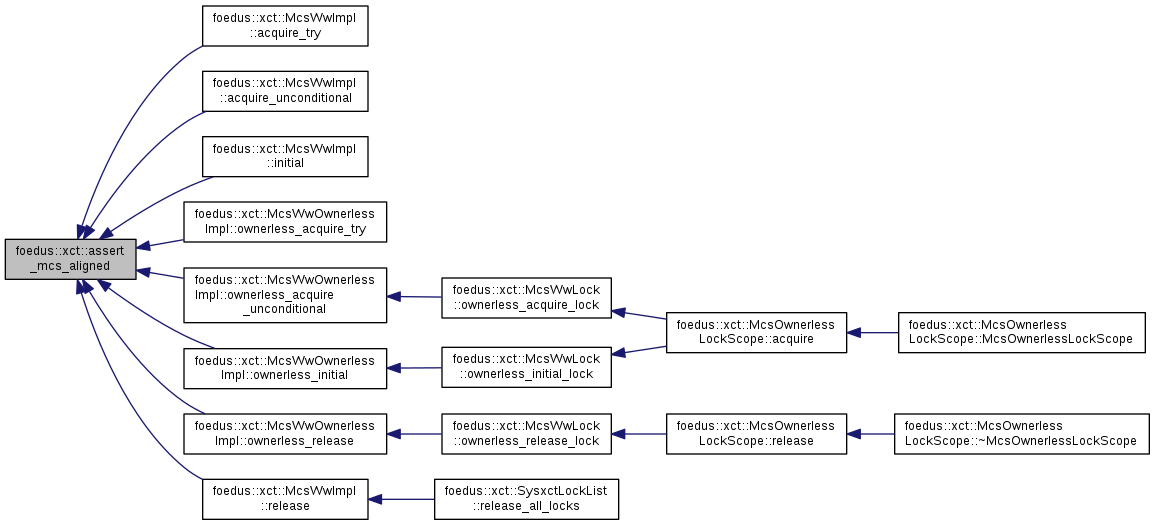 foedus::xct::McsWwImpl
::acquire_try
foedus::xct::McsWwImpl
::acquire_unconditional
foedus::xct::McsWwImpl
::initial
foedus::xct::McsWwOwnerless
Impl::ownerless_acquire_try
foedus::xct::assert
_mcs_aligned
foedus::xct::McsWwOwnerless
Impl::ownerless_acquire
_unconditional
foedus::xct::McsWwLock
::ownerless_acquire_lock
foedus::xct::McsOwnerless
LockScope::acquire
foedus::xct::McsOwnerless
LockScope::McsOwnerlessLockScope
foedus::xct::McsWwOwnerless
Impl::ownerless_initial
foedus::xct::McsWwLock
::ownerless_initial_lock
foedus::xct::McsWwOwnerless
Impl::ownerless_release
foedus::xct::McsWwLock
::ownerless_release_lock
foedus::xct::McsOwnerless
LockScope::release
foedus::xct::McsOwnerless
LockScope::~McsOwnerlessLockScope
foedus::xct::McsWwImpl
::release
foedus::xct::SysxctLockList
::release_all_locks